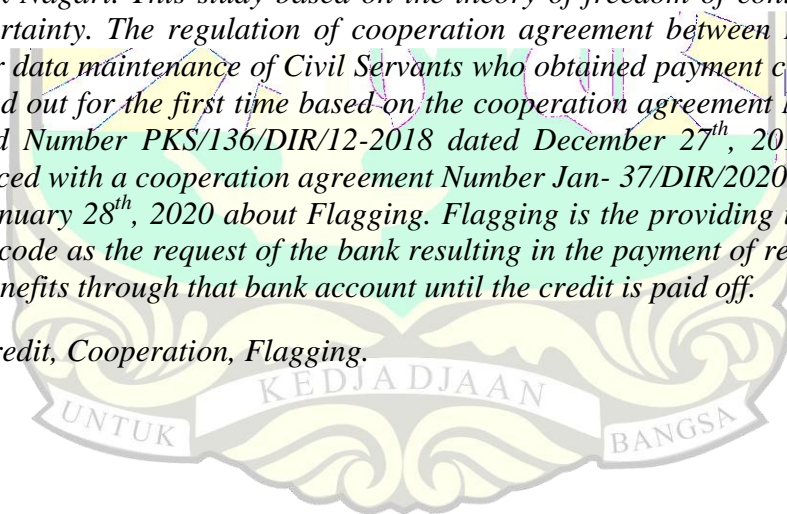 Nagari. This study based on the theory of freedom of con
ertainty. The regulation of cooperation agreement between
r data maintenance of Civil Servants who obtained payment c
d out for the first time based on the cooperation agreement
d Number PKS/136/DIR/12-2018 dated December 27th, 201
ced with a cooperation agreement Number Jan- 37/DIR/2020
nuary 28th, 2020 about Flagging. Flagging is the providing
code as the request of the bank resulting in the payment of re
nefits through that bank account until the credit is paid off.
redit, Cooperation, Flagging.
UNTUK KEDJADJAAN BANGSA